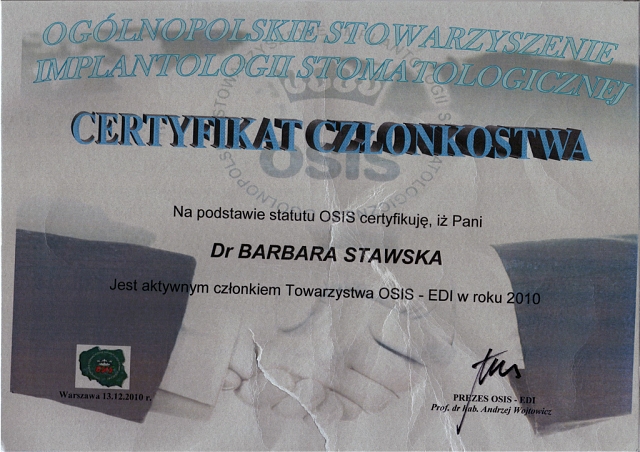 OGÓLNOPOLSKIE STOWARZYSZENIE
IMPLANTOLOGII STOMATOLOGICZNEJ
CERTYFIKAT CZŁONKOSTWA
OSIS
Na podstawie statutu OSIS certyfikuję, iż Pani
Dr BARBARA STAWSKA
Jest aktywnym członkiem Towarzystwa OSIS - EDI w roku 2010
Warszawa 13.12.2010 r.
PREZES OSIS - EDI
Prof. dr hab. Andrzej Wojtowicz